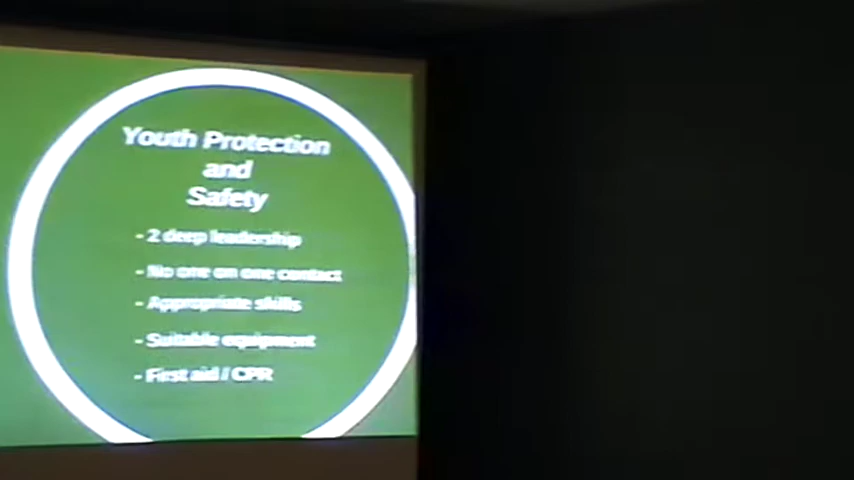 Youth Protection
and
Safety
- 2 deep leadership
- No one on one contact
- Appropriate skills
- Suitable equipment
- First aid / CPR